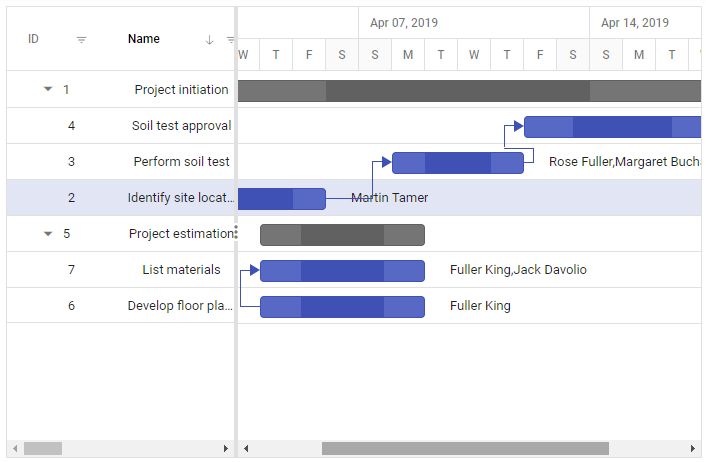 ID Name
Apr 07, 2019 Apr 14, 2019
W T F S S M T W T F S S M T
1 Project initiation
4 Soil test approval
3 Perform soil test Rose Fuller,Margaret Bucha
2 Identify site locat... Martin Tamer
5 Project estimation
7 List materials Fuller King,Jack Davolio
6 Develop floor pla... Fuller King